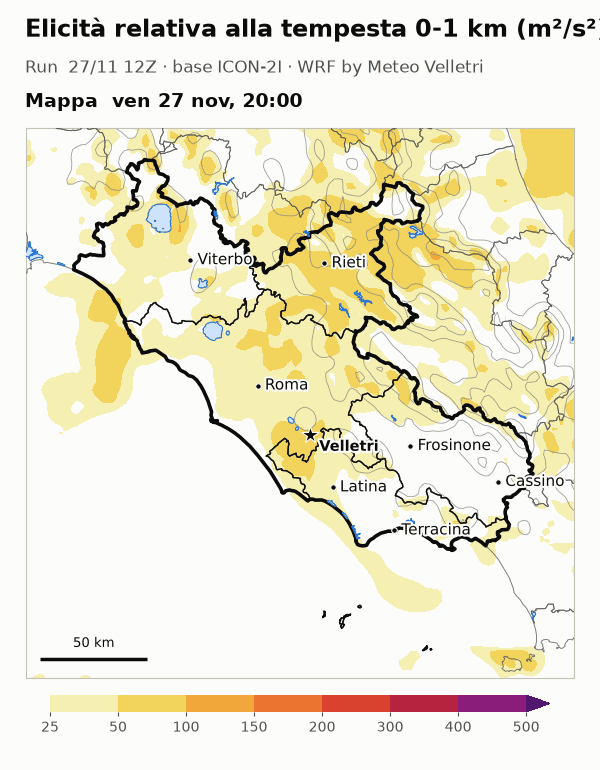 Elicità relativa alla tempesta 0-1 km (m²/s²)
Run 27/11 12Z · base ICON-2I · WRF by Meteo Velletri
Mappa ven 27 nov, 20:00
Viterbo
Rieti
Roma
Velletri
Frosinone
Latina
Cassino
Terracina
50 km
25 50 100 150 200 300 400 500